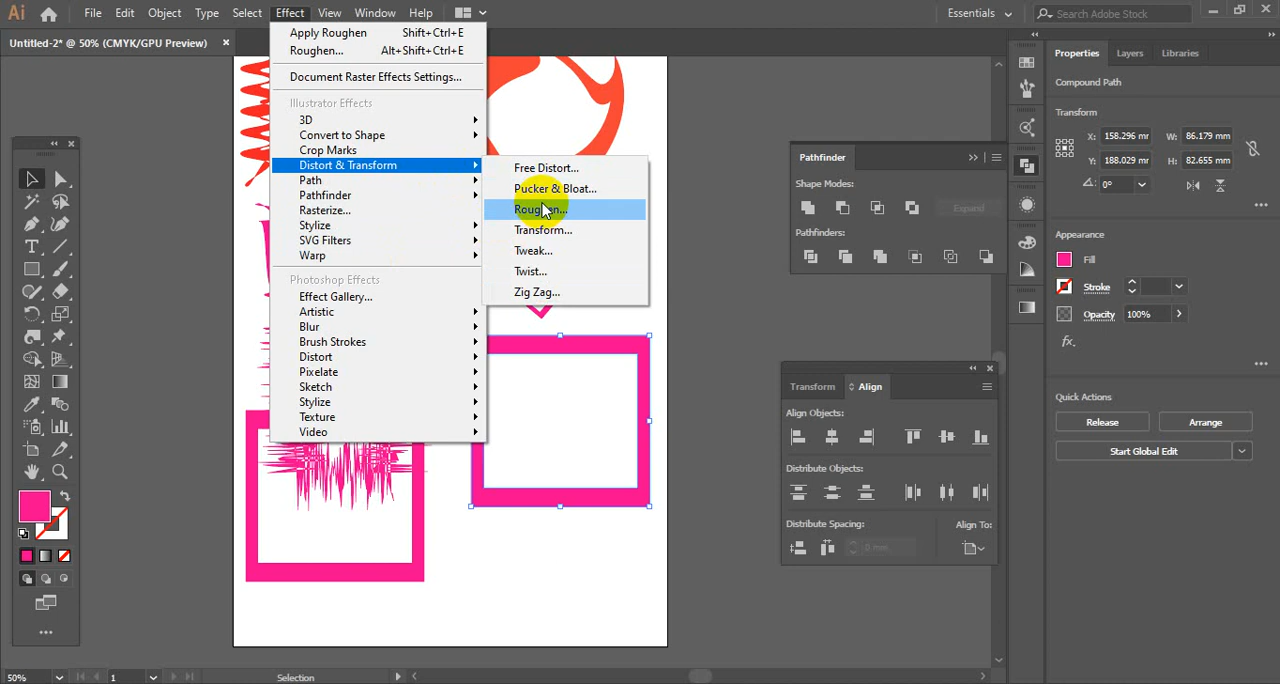 Ai File Edit Object Type Select Effect View Window Help Essentials Search Adobe Stock
Untitled-2* @ 50% (CMYK/GPU Preview) ×
Apply Roughen Shift+Ctrl+E
Roughen... Alt+Shift+Ctrl+E
Document Raster Effects Settings...
Illustrator Effects
3D
Convert to Shape
Crop Marks
Distort & Transform
Path
Pathfinder
Rasterize...
Stylize
SVG Filters
Warp
Photoshop Effects
Effect Gallery...
Artistic
Blur
Brush Strokes
Distort
Pixelate
Sketch
Stylize
Texture
Video
Free Distort...
Pucker & Bloat...
Roughen...
Transform...
Tweak...
Twist...
Zig Zag...
Pathfinder
Shape Modes:
Expand
Pathfinders:
Transform Align
Align Objects:
Distribute Objects:
Distribute Spacing: Align To:
0 mm
Properties Layers Libraries
Compound Path
Transform
X: 158.296 mr W: 86.179 mm
Y: 188.029 mr H: 82.655 mm
0°
Appearance
Fill
Stroke
Opacity 100%
fx.
Quick Actions
Release Arrange
Start Global Edit
50% 1 Selection